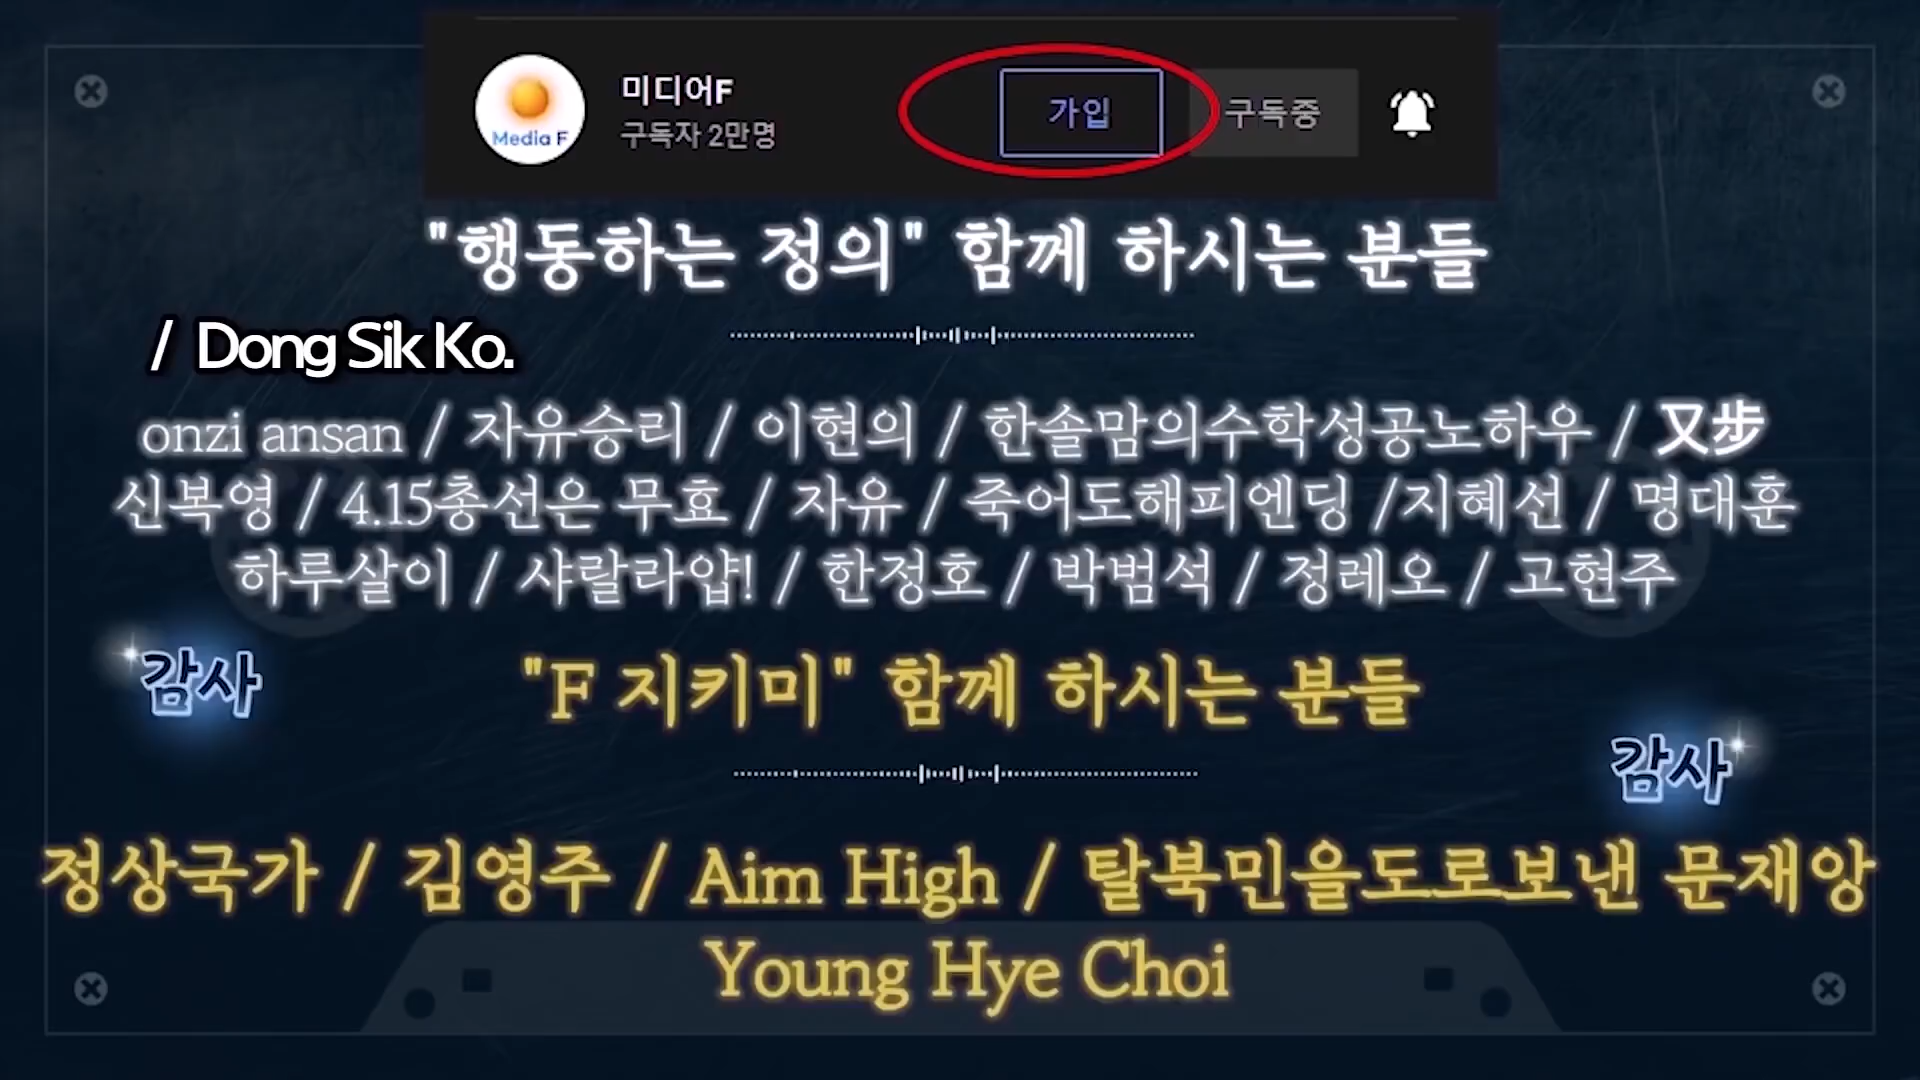 미디어F
Media F
구독자 2만명
가입
구독중
"행동하는 정의" 함께 하시는 분들
/ Dong Sik Ko.
onzi ansan / 자유승리 / 이현의 / 한솔맘의수학성공노하우 / 又步
신복영 / 4.15총선은 무효 / 자유 / 죽어도해피엔딩 /지혜선 / 명대훈
하루살이 / 샤랄라얍! / 한정호 / 박범석 / 정레오 / 고현주
감사
"F 지키미" 함께 하시는 분들
감사
정상국가 / 김영주 / Aim High / 탈북민을도로보낸 문재앙
Young Hye Choi